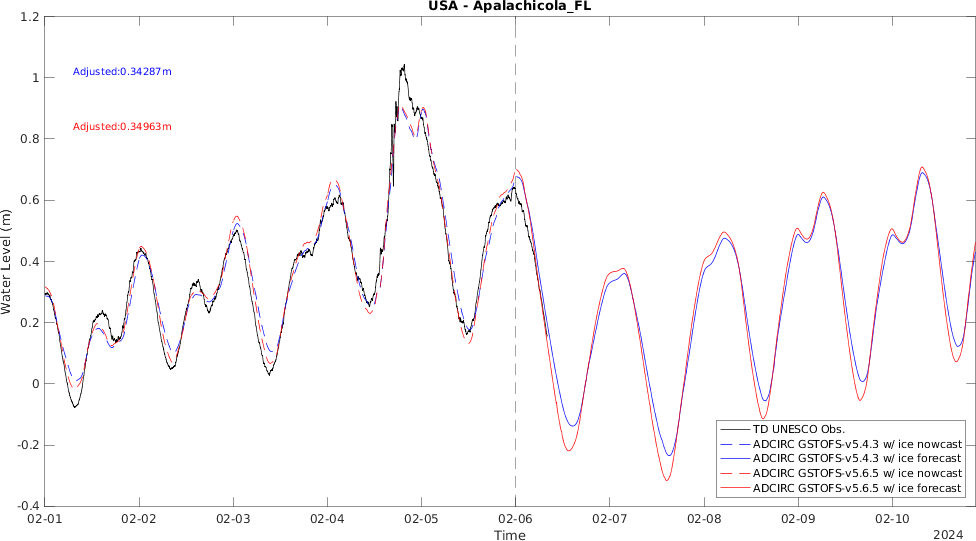 USA - Apalachicola_FL
Adjusted:0.34287m
Adjusted:0.34963m
Water Level (m)
1.2
1
0.8
0.6
0.4
0.2
0
-0.2
-0.4
TD UNESCO Obs.
ADCIRC GSTOFS-v5.4.3 w/ ice nowcast
ADCIRC GSTOFS-v5.4.3 w/ ice forecast
ADCIRC GSTOFS-v5.6.5 w/ ice nowcast
ADCIRC GSTOFS-v5.6.5 w/ ice forecast
02-01 02-02 02-03 02-04 02-05 02-06 02-07 02-08 02-09 02-10
Time
2024